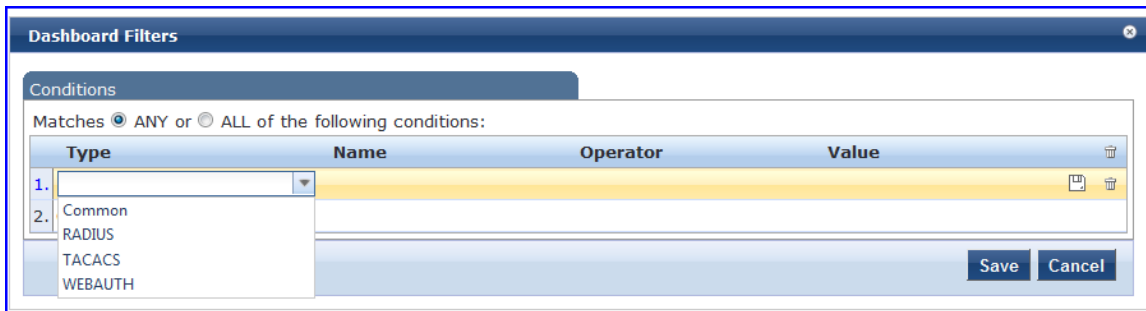 Dashboard Filters
Conditions
Matches ANY or ALL of the following conditions:
Type Name Operator Value
1.
2.
Common
RADIUS
TACACS
WEBAUTH
Save Cancel